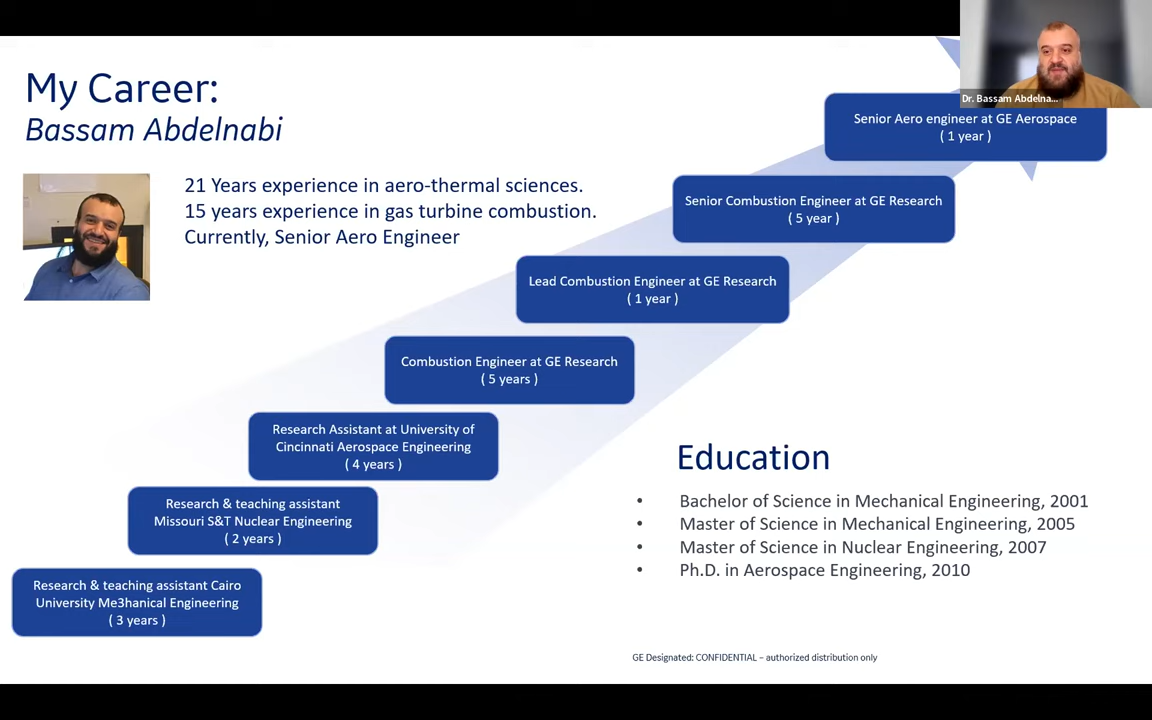 My Career:
Bassam Abdelnabi
21 Years experience in aero-thermal sciences.
15 years experience in gas turbine combustion.
Currently, Senior Aero Engineer
Dr. Bassam Abdelna...
Senior Aero engineer at GE Aerospace
( 1 year )
Senior Combustion Engineer at GE Research
( 5 year )
Lead Combustion Engineer at GE Research
( 1 year )
Combustion Engineer at GE Research
( 5 years )
Research Assistant at University of
Cincinnati Aerospace Engineering
( 4 years )
Research & teaching assistant
Missouri S&T Nuclear Engineering
( 2 years )
Research & teaching assistant Cairo
University Me3hanical Engineering
( 3 years )
Education
• Bachelor of Science in Mechanical Engineering, 2001
• Master of Science in Mechanical Engineering, 2005
• Master of Science in Nuclear Engineering, 2007
• Ph.D. in Aerospace Engineering, 2010
GE Designated: CONFIDENTIAL – authorized distribution only